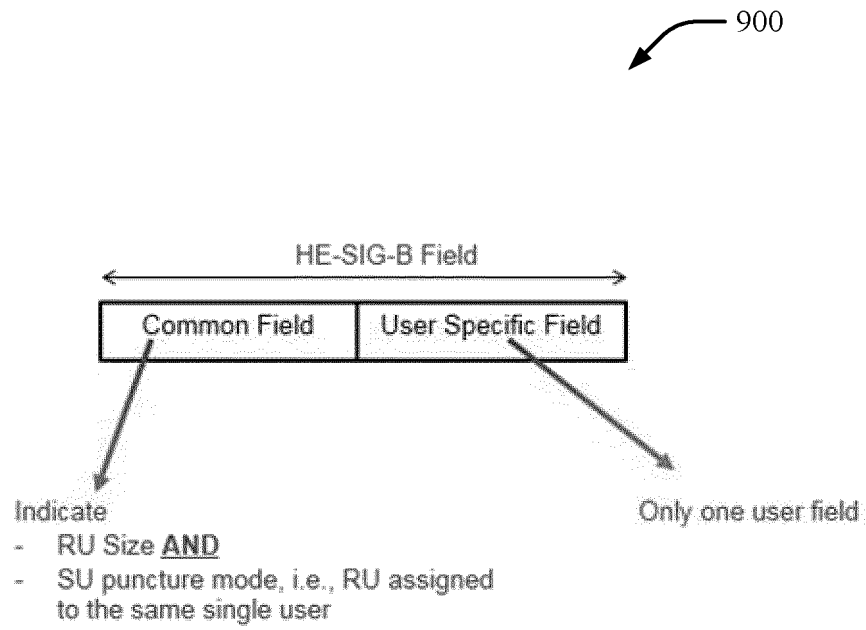 900
HE-SIG-B Field
Common Field
User Specific Field
Indicate
- RU Size AND
- SU puncture mode, i.e., RU assigned
to the same single user
Only one user field